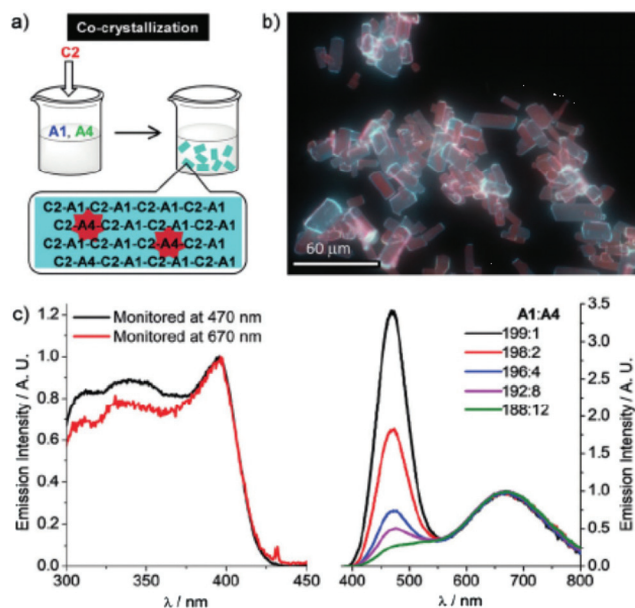 a)
Co-crystallization
C2
A1, A4
C2-A1-C2-A1-C2-A1-C2-A1
C2-A4-C2-A1-C2-A1-C2-A1
C2-A1-C2-A1-C2-A4-C2-A1
C2-A4-C2-A1-C2-A1-C2-A1
b)
60 μm
c)
Emission Intensity / A. U.
1.2
1.0
0.8
0.6
0.4
0.2
0.0
Monitored at 470 nm
Monitored at 670 nm
300
350
400
450
λ / nm
A1:A4
199:1
198:2
196:4
192:8
188:12
3.5
3.0
2.5
2.0
1.5
1.0
0.5
0.0
Emission Intensity / A. U.
400
500
600
700
800
λ / nm